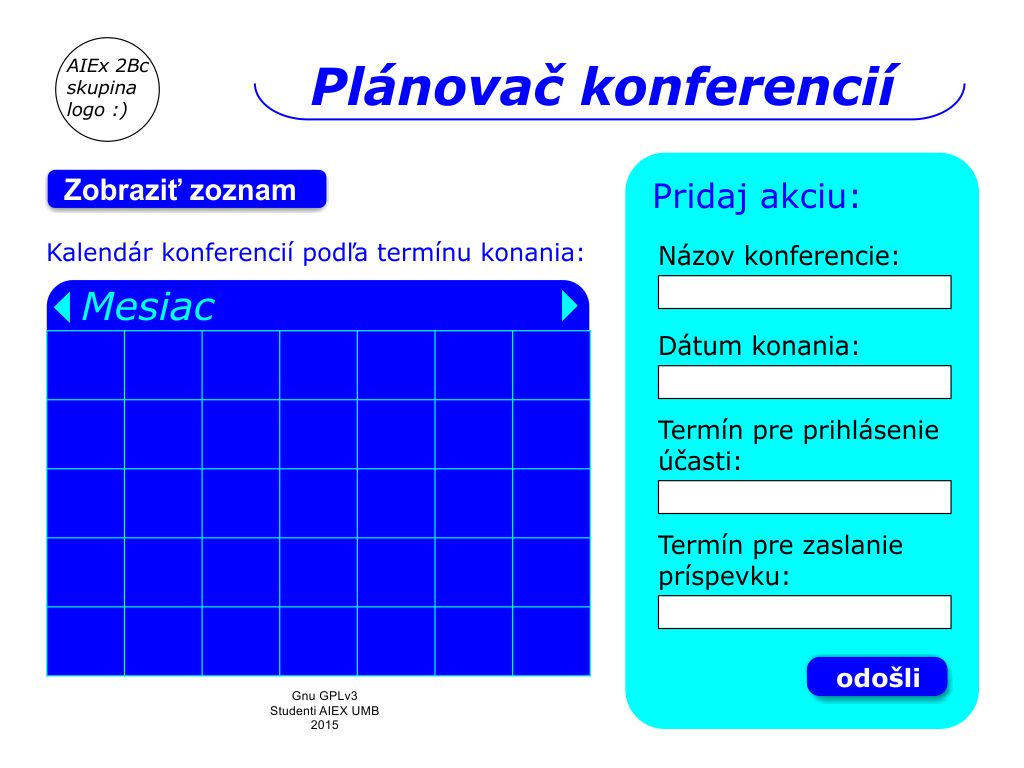 AIEx 2Bc
skupina
logo :)
Plánovač konferencií
Zobraziť zoznam
Kalendár konferencií podľa termínu konania:
Mesiac
Gnu GPLv3
Studenti AIEX UMB
2015
Pridaj akciu:
Názov konferencie:
Dátum konania:
Termín pre prihlásenie
účasti:
Termín pre zaslanie
príspevku:
odošli